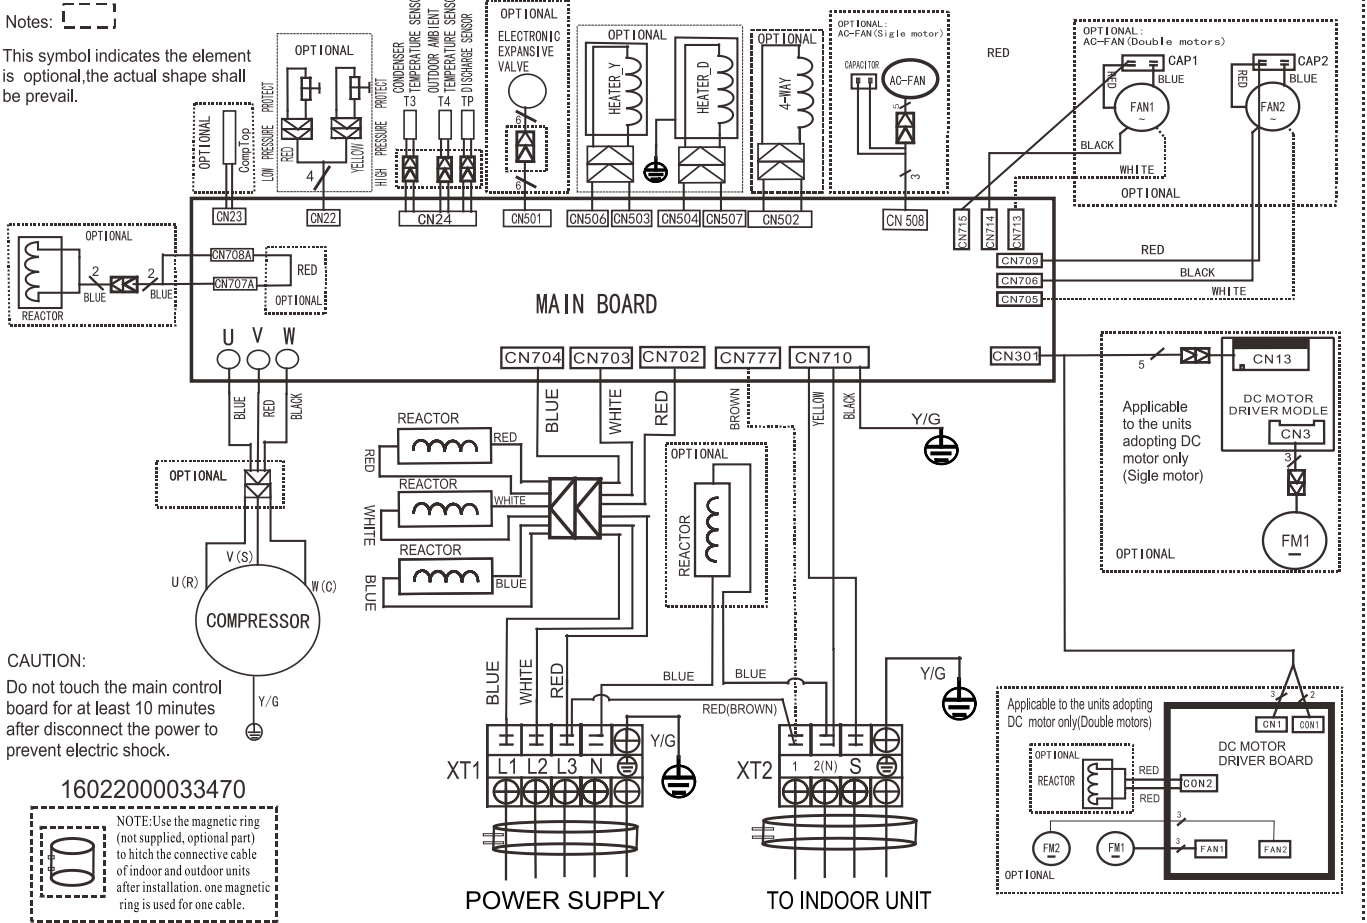 Notes:
This symbol indicates the element
is optional,the actual shape shall
be prevail.
OPTIONAL
CompTop
OPTIONAL
LOW PRESSURE PROTECT
RED
4
YELLOW
HIGH PRESSURE PROTECT
CONDENSER
TEMPERATURE SENSO
T3
OUTDOOR AMBIENT
TEMPERATURE SENSO
T4
DISCHARGE SENSOR
TP
OPTIONAL
ELECTRONIC
EXPANSIVE
VALVE
6
6
OPTIONAL
HEATER_Y
HEATER_D
OPTIONAL
4-WAY
OPTIONAL:
AC-FAN(Sigle motor)
CAPACITOR
AC-FAN
5
3
RED
OPTIONAL:
AC-FAN(Double motors)
CAP1
RED
BLUE
FAN1
~
BLACK
WHITE
CAP2
RED
BLUE
FAN2
~
OPTIONAL
CN23
CN22
CN24
CN501
CN506
CN503
CN504
CN507
CN502
CN 508
CN715
CN714
CN713
OPTIONAL
REACTOR
2
BLUE
2
BLUE
CN708A
CN707A
RED
OPTIONAL
CN709
RED
CN706
BLACK
CN705
WHITE
MAIN BOARD
U V W
CN704
CN703
CN702
CN777
CN710
CN301
BLUE
RED
BLACK
OPTIONAL
V(S)
U(R)
W(C)
COMPRESSOR
Y/G
BLUE
WHITE
RED
BROWN
YELLOW
BLACK
Y/G
REACTOR
RED
RED
REACTOR
WHITE
WHITE
REACTOR
BLUE
BLUE
OPTIONAL
REACTOR
5
CN13
DC MOTOR
DRIVER MODLE
CN3
3
Applicable
to the units
adopting DC
motor only
(Sigle motor)
FM1
OPTIONAL
CAUTION:
Do not touch the main control
board for at least 10 minutes
after disconnect the power to
prevent electric shock.
16022000033470
NOTE:Use the magnetic ring
(not supplied, optional part)
to hitch the connective cable
of indoor and outdoor units
after installation. one magnetic
ring is used for one cable.
BLUE
WHITE
RED
BLUE
BLUE
RED(BROWN)
Y/G
Y/G
XT1
L1 L2 L3 N
XT2
1 2(N) S
POWER SUPPLY
TO INDOOR UNIT
Applicable to the units adopting
DC motor only(Double motors)
3
2
CN1
CON1
DC MOTOR
DRIVER BOARD
OPTIONAL
REACTOR
RED
RED
CON2
3
FM2
FM1
3
FAN1
FAN2
OPTIONAL